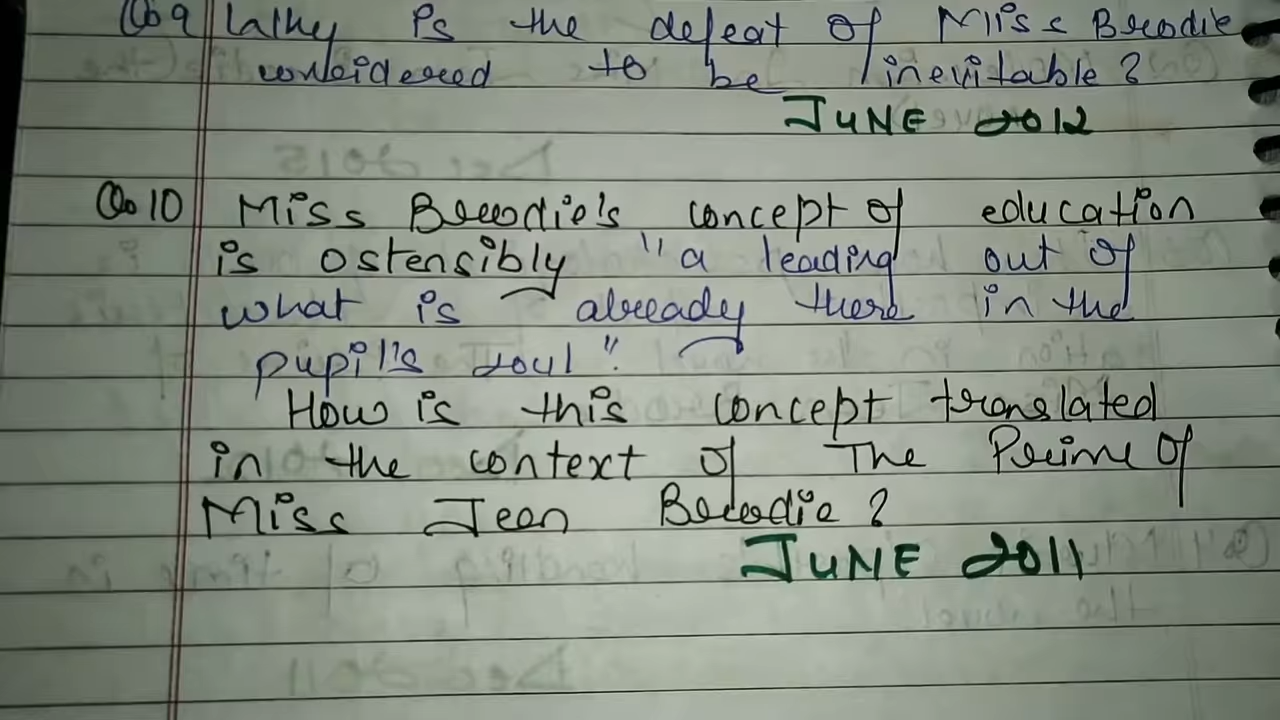 Q.9 Why is the defeat of Miss Brodie
considered to be inevitable?
JUNE 2012
Q.10 Miss Brodie's concept of education
is ostensibly "a leading out of
what is already there in the
pupil's soul".
How is this concept translated
in the context of The Prime of
Miss Jean Brodie?
JUNE 2011